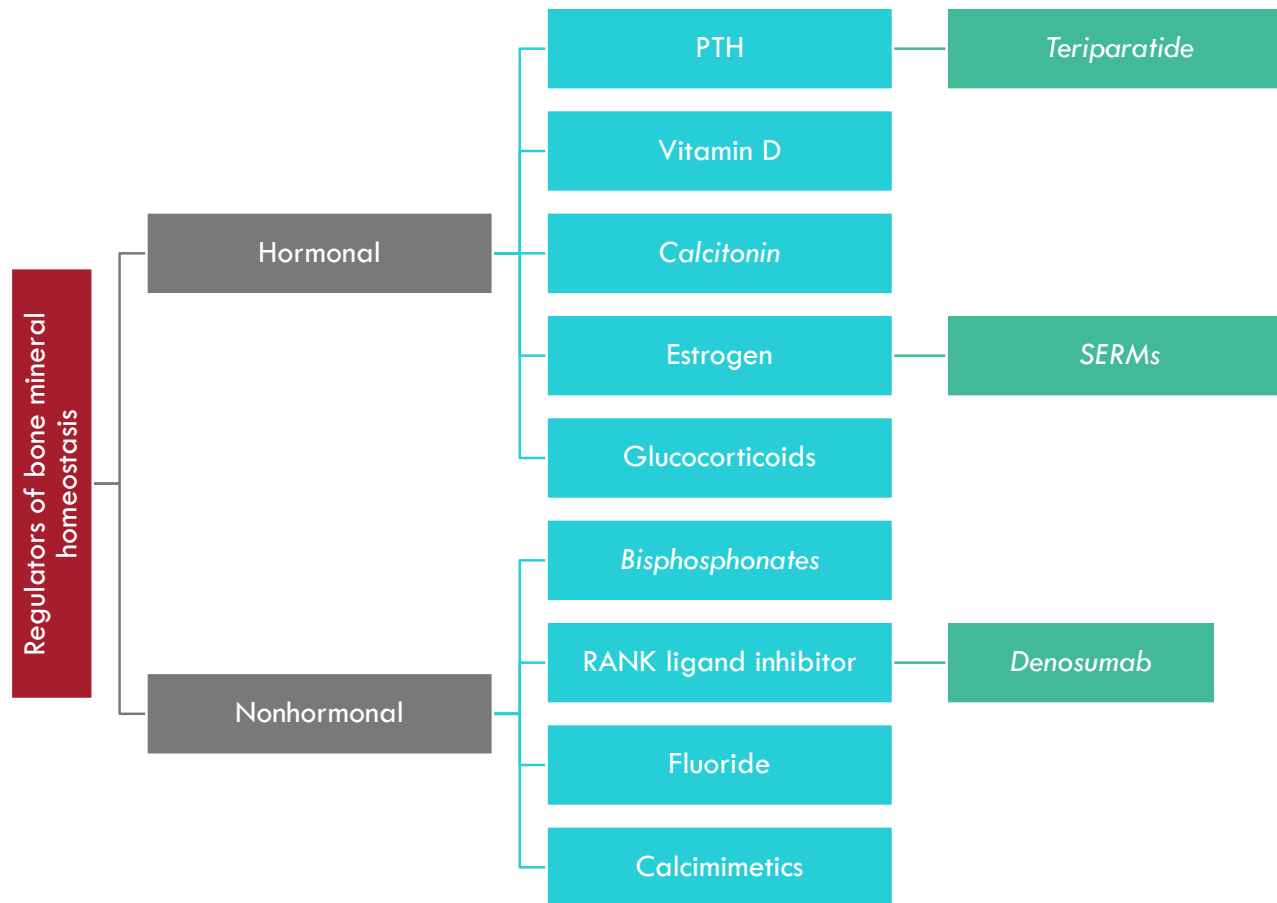 Regulators of bone mineral
homeostasis
Hormonal
PTH
Teriparatide
Vitamin D
Calcitonin
Estrogen
SERMs
Glucocorticoids
Nonhormonal
Bisphosphonates
RANK ligand inhibitor
Denosumab
Fluoride
Calcimimetics